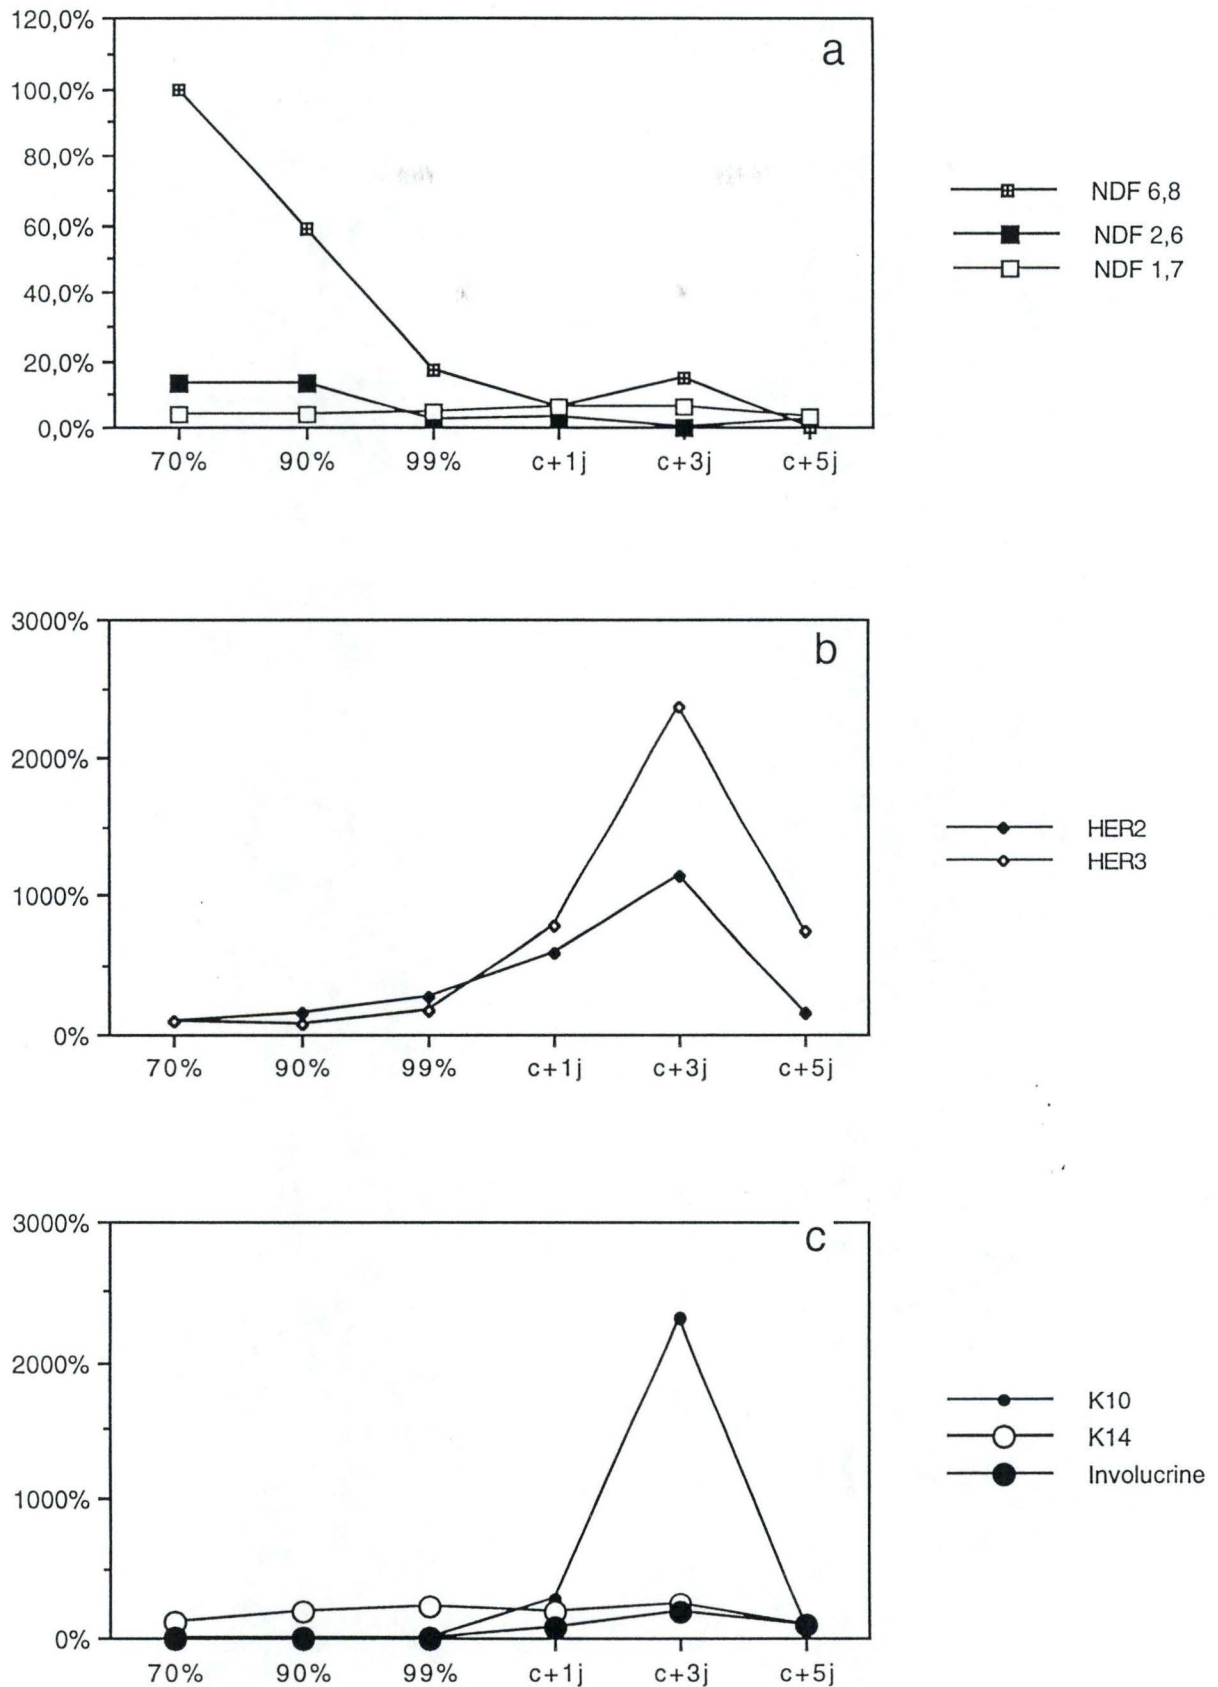 120,0%
a
100,0%
80,0%
60,0%
40,0%
20,0%
0,0%
70% 90% 99% c+1j c+3j c+5j
NDF 6,8
NDF 2,6
NDF 1,7
3000%
b
2000%
1000%
0%
70% 90% 99% c+1j c+3j c+5j
HER2
HER3
3000%
c
2000%
1000%
0%
70% 90% 99% c+1j c+3j c+5j
K10
K14
Involucrine